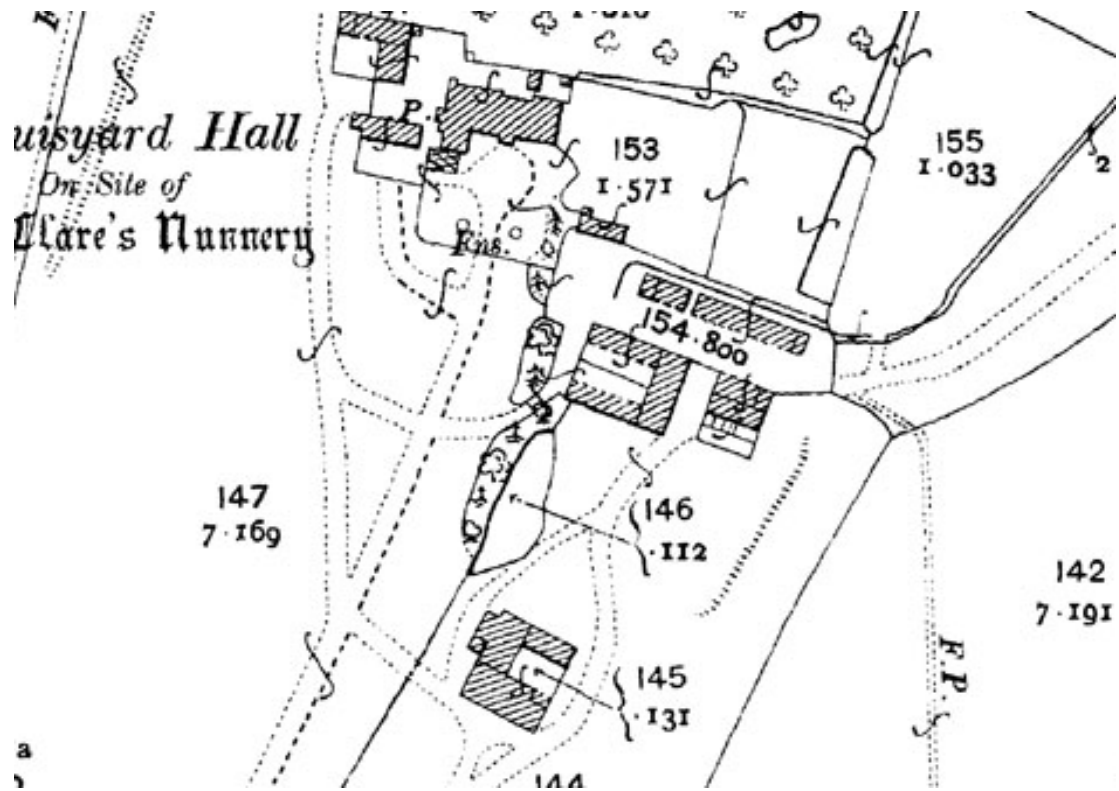 P.
uisyard Hall
On Site of
Clare's Nunnery
153
1·571
155
1·033
2
Fns.
154·800
147
7·169
146
·112
142
7·191
F.P.
145
·131
a
144